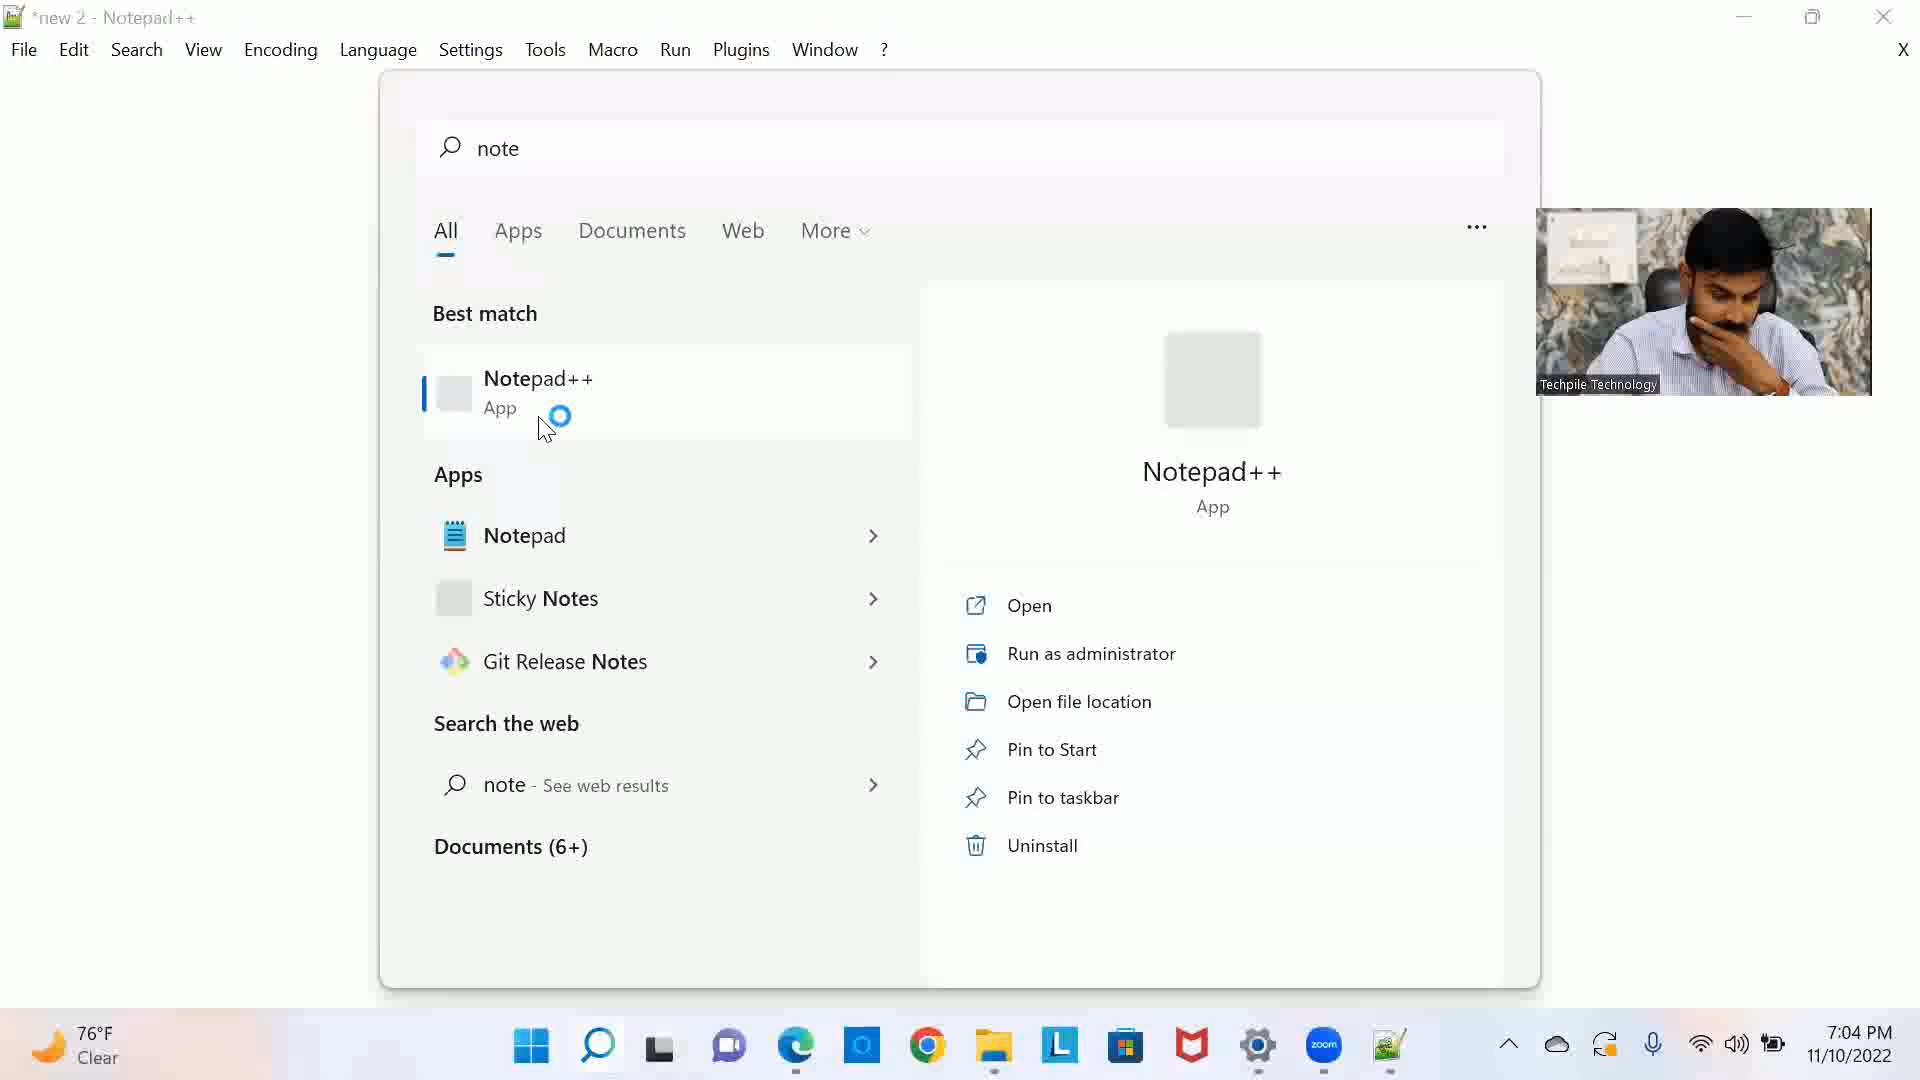 *new 2 - Notepad++
File Edit Search View Encoding Language Settings Tools Macro Run Plugins Window ? X
note
All Apps Documents Web More
Best match
Notepad++
App
Apps
Notepad
Sticky Notes
Git Release Notes
Search the web
note - See web results
Documents (6+)
Notepad++
App
Open
Run as administrator
Open file location
Pin to Start
Pin to taskbar
Uninstall
Techpile Technology
76°F
Clear
zoom
7:04 PM
11/10/2022